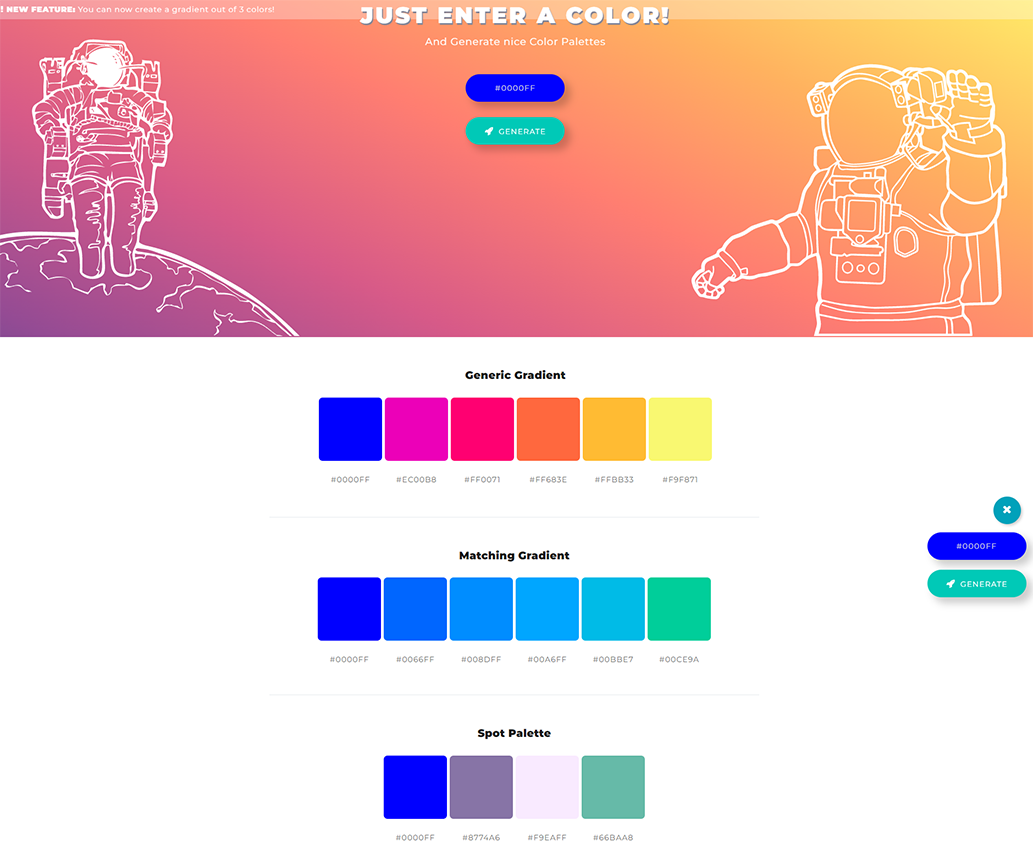 ! NEW FEATURE: You can now create a gradient out of 3 colors!
JUST ENTER A COLOR!
And Generate nice Color Palettes
#0000FF
GENERATE
Generic Gradient
#0000FF #EC00B8 #FF0071 #FF683E #FFBB33 #F9F871
#0000FF
GENERATE
Matching Gradient
#0000FF #0066FF #008DFF #00A6FF #00BBE7 #00CE9A
Spot Palette
#0000FF #8774A6 #F9EAFF #66BAA8